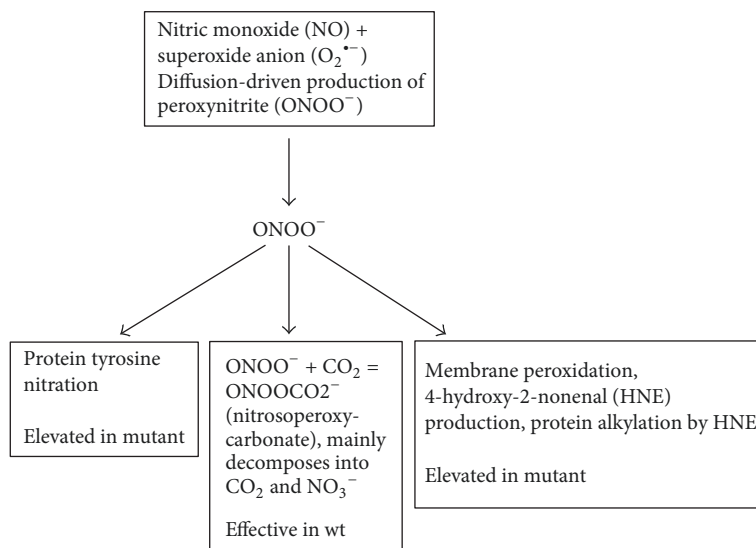 Nitric monoxide (NO) +
superoxide anion (O₂•⁻)
Diffusion-driven production of
peroxynitrite (ONOO⁻)
ONOO⁻
Protein tyrosine
nitration
Elevated in mutant
ONOO⁻ + CO₂ =
ONOOCO2⁻
(nitrosoperoxy-
carbonate), mainly
decomposes into
CO₂ and NO₃⁻
Effective in wt
Membrane peroxidation,
4-hydroxy-2-nonenal (HNE)
production, protein alkylation by HNE
Elevated in mutant